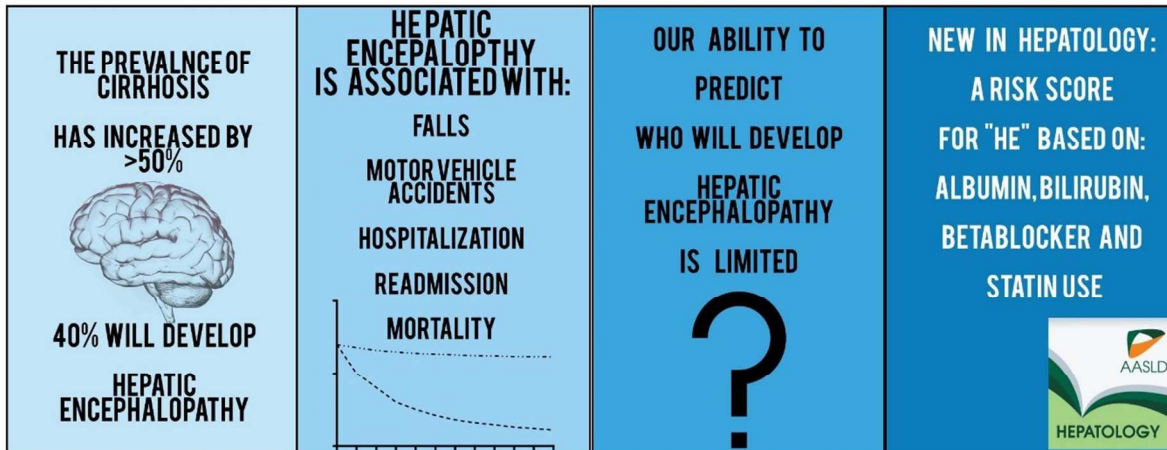 THE PREVALNCE OF
CIRRHOSIS
HAS INCREASED BY
>50%
40% WILL DEVELOP
HEPATIC
ENCEPHALOPATHY
HEPATIC
ENCEPALOPTHY
IS ASSOCIATED WITH:
FALLS
MOTOR VEHICLE
ACCIDENTS
HOSPITALIZATION
READMISSION
MORTALITY
OUR ABILITY TO
PREDICT
WHO WILL DEVELOP
HEPATIC
ENCEPHALOPATHY
IS LIMITED
?
NEW IN HEPATOLOGY:
A RISK SCORE
FOR "HE" BASED ON:
ALBUMIN, BILIRUBIN,
BETABLOCKER AND
STATIN USE
AASLD
HEPATOLOGY